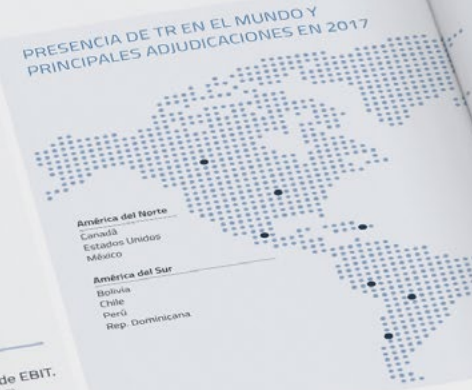 PRESENCIA DE TR EN EL MUNDO Y
PRINCIPALES ADJUDICACIONES EN 2017
América del Norte
Canadá
Estados Unidos
México
América del Sur
Bolivia
Chile
Perú
Rep. Dominicana
de EBIT.